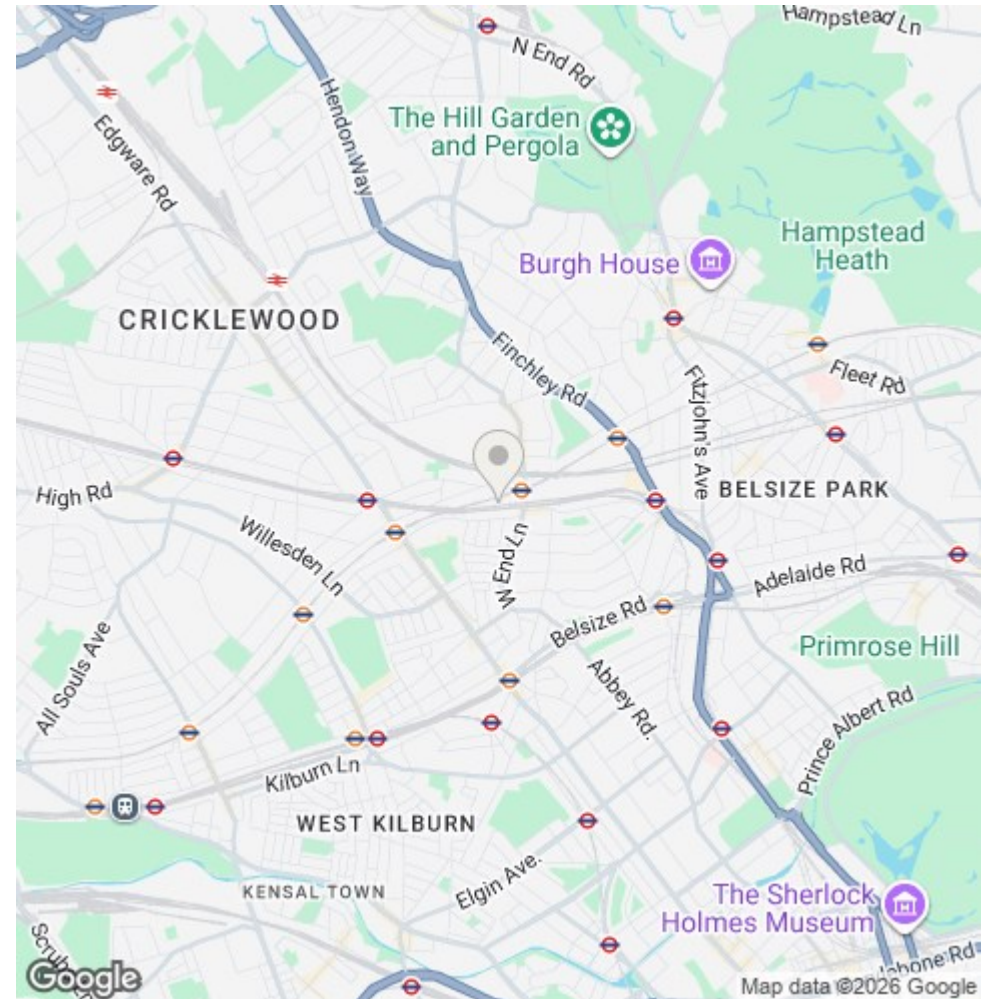 Hampstead Ln
N End Rd
The Hill Garden
and Pergola
Hendon Way
Edgware Rd
Hampstead
Heath
Burgh House
CRICKLEWOOD
Finchley Rd
Fleet Rd
Fitzjohn's Ave
High Rd
BELSIZE PARK
Willesden Ln
W End Ln
Adelaide Rd
Belsize Rd
Primrose Hill
All Souls Ave
Abbey Rd.
Prince Albert Rd
Kilburn Ln
WEST KILBURN
Elgin Ave.
KENSAL TOWN
The Sherlock
Holmes Museum
Google
Map data ©2026 Google